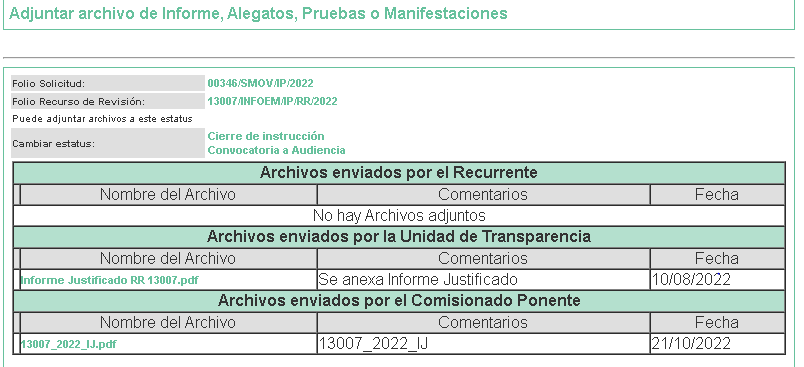 Adjuntar archivo de Informe, Alegatos, Pruebas o Manifestaciones
Folio Solicitud: 00346/SMOV/IP/2022
Folio Recurso de Revisión: 13007/INFOEM/IP/RR/2022
Puede adjuntar archivos a este estatus
Cambiar estatus: Cierre de instrucción
Convocatoria a Audiencia
Archivos enviados por el Recurrente
Nombre del Archivo Comentarios Fecha
No hay Archivos adjuntos
Archivos enviados por la Unidad de Transparencia
Nombre del Archivo Comentarios Fecha
Informe Justificado RR 13007.pdf Se anexa Informe Justificado 10/08/2022
Archivos enviados por el Comisionado Ponente
Nombre del Archivo Comentarios Fecha
13007_2022_IJ.pdf 13007_2022_IJ 21/10/2022